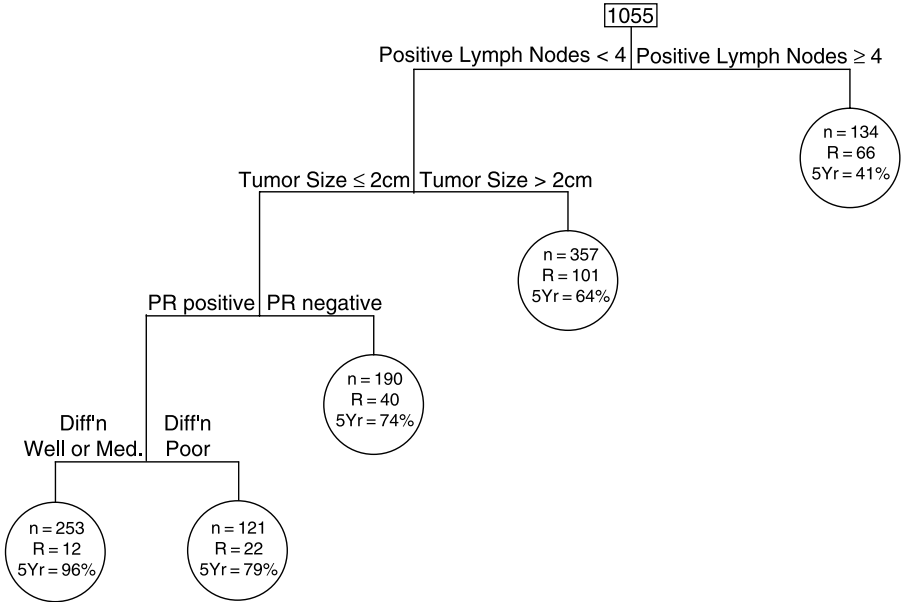 1055
Positive Lymph Nodes < 4 Positive Lymph Nodes ≥ 4
n = 134
R = 66
5Yr = 41%
Tumor Size ≤ 2cm Tumor Size > 2cm
n = 357
R = 101
5Yr = 64%
PR positive PR negative
n = 190
R = 40
5Yr = 74%
Diff'n
Well or Med.
Diff'n
Poor
n = 253
R = 12
5Yr = 96%
n = 121
R = 22
5Yr = 79%